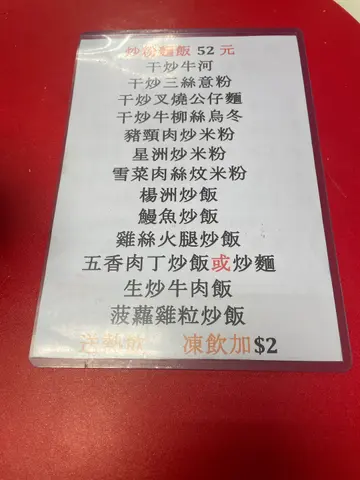 炒粉麵飯 52 元
干炒牛河
干炒三絲意粉
干炒叉燒公仔麵
干炒牛柳絲烏冬
豬頸肉炒米粉
星洲炒米粉
雪菜肉絲炆米粉
楊洲炒飯
鰻魚炒飯
雞絲火腿炒飯
五香肉丁炒飯或炒麵
生炒牛肉飯
菠蘿雞粒炒飯
送熱飲 凍飲加$2